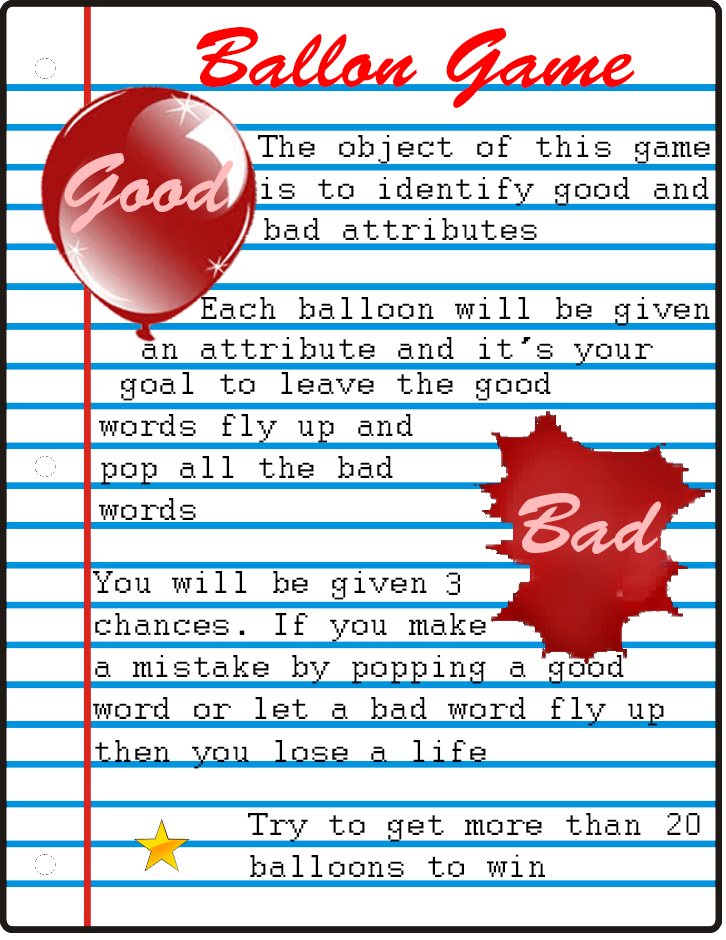 Ballon Game
Good
The object of this game
is to identify good and
bad attributes
Each balloon will be given
an attribute and it's your
goal to leave the good
words fly up and
pop all the bad
words
Bad
You will be given 3
chances. If you make
a mistake by popping a good
word or let a bad word fly up
then you lose a life
Try to get more than 20
balloons to win